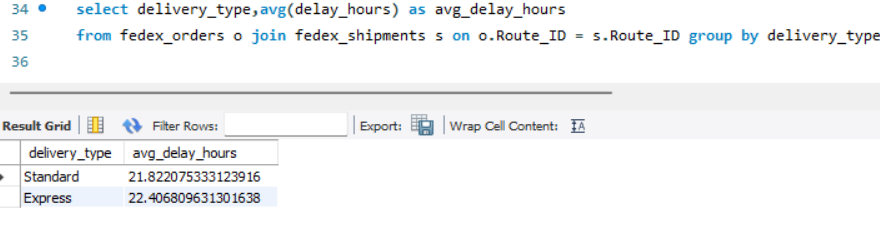 34 select delivery_type,avg(delay_hours) as avg_delay_hours
35 from fedex_orders o join fedex_shipments s on o.Route_ID = s.Route_ID group by delivery_type
36
Result Grid Filter Rows: Export: Wrap Cell Content:
delivery_type avg_delay_hours
Standard 21.822075333123916
Express 22.406809631301638